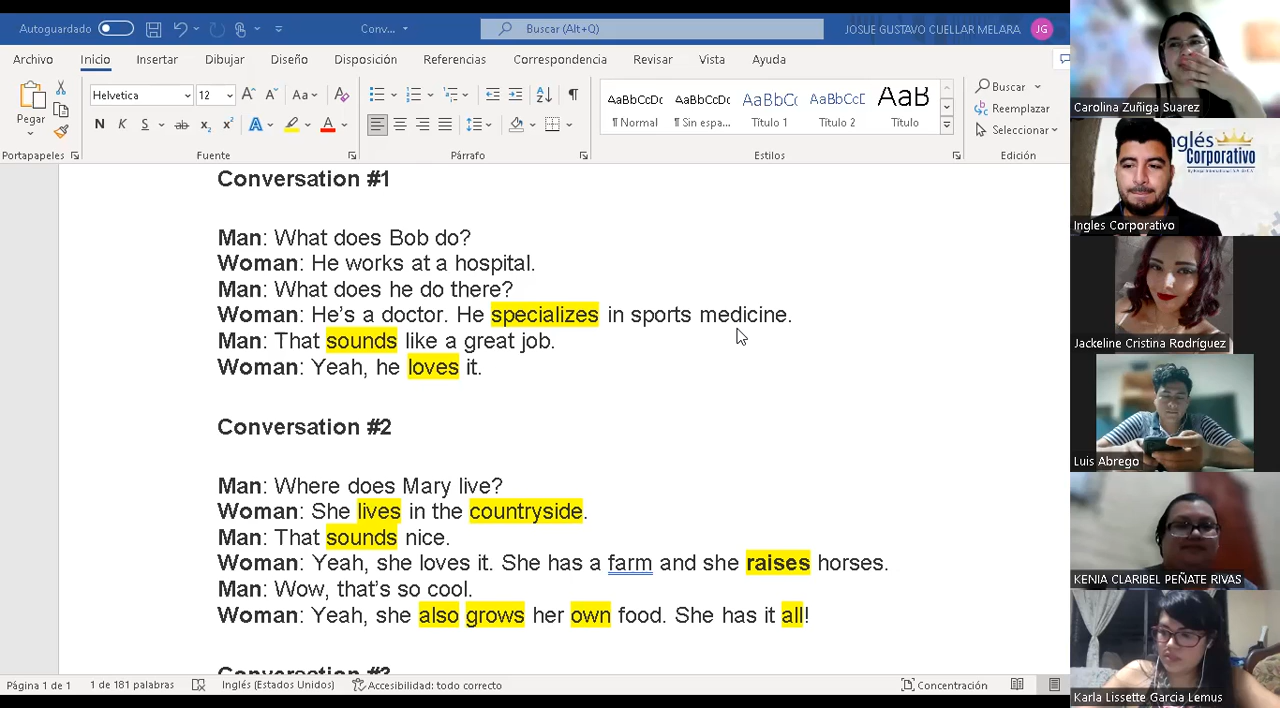 Autoguardado
Conv...
Buscar (Alt+Q)
JOSUE GUSTAVO CUELLAR MELARA
JG
Archivo Inicio Insertar Dibujar Diseño Disposición Referencias Correspondencia Revisar Vista Ayuda
Pegar
Helvetica 12
N K S ab x₂ x² A A
AaBbCcDc AaBbCcDc AaBbC AaBbCcD AaB
¶ Normal ¶ Sin espa... Título 1 Título 2 Título
Buscar
Reemplazar
Seleccionar
Portapapeles Fuente Párrafo Estilos Edición
Conversation #1
Man: What does Bob do?
Woman: He works at a hospital.
Man: What does he do there?
Woman: He’s a doctor. He specializes in sports medicine.
Man: That sounds like a great job.
Woman: Yeah, he loves it.
Conversation #2
Man: Where does Mary live?
Woman: She lives in the countryside.
Man: That sounds nice.
Woman: Yeah, she loves it. She has a farm and she raises horses.
Man: Wow, that’s so cool.
Woman: Yeah, she also grows her own food. She has it all!
Conversation #3
Página 1 de 1 1 de 181 palabras Inglés (Estados Unidos) Accesibilidad: todo correcto Concentración
Carolina Zuñiga Suarez
Inglés
Corporativo
Ingles Corporativo
Jackeline Cristina Rodríguez
Luis Abrego
KENIA CLARIBEL PEÑATE RIVAS
Karla Lissette Garcia Lemus